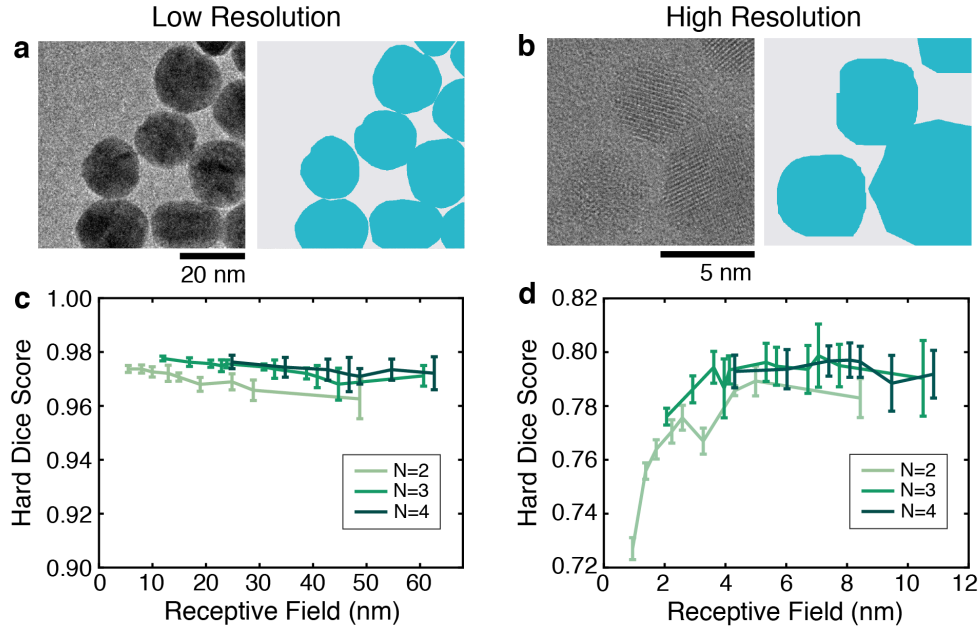 Low Resolution
High Resolution
a
b
20 nm
5 nm
c
d
1.00
0.98
0.96
0.94
0.92
0.90
Hard Dice Score
N=2
N=3
N=4
0 10 20 30 40 50 60
Receptive Field (nm)
0.82
0.80
0.78
0.76
0.74
0.72
Hard Dice Score
N=2
N=3
N=4
0 2 4 6 8 10 12
Receptive Field (nm)